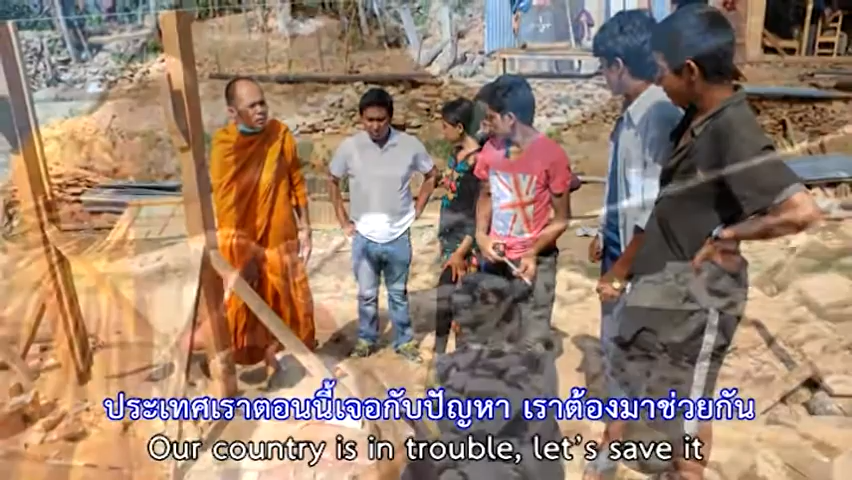 ประเทศเราตอนนี้เจอกับปัญหา เราต้องมาช่วยกัน
Our country is in trouble, let's save it